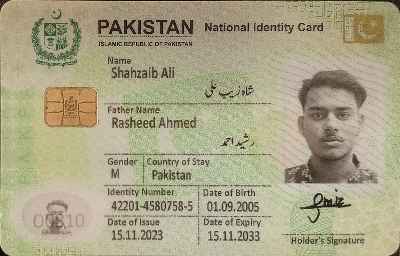 PAKISTAN National Identity Card
ISLAMIC REPUBLIC OF PAKISTAN
Name
Shahzaib Ali
شاہ زیب علی
Father Name
Rasheed Ahmed
رشید احمد
Gender Country of Stay
M Pakistan
Identity Number Date of Birth
42201-4580758-5 01.09.2005
Date of Issue Date of Expiry
15.11.2023 15.11.2033
Holder's Signature